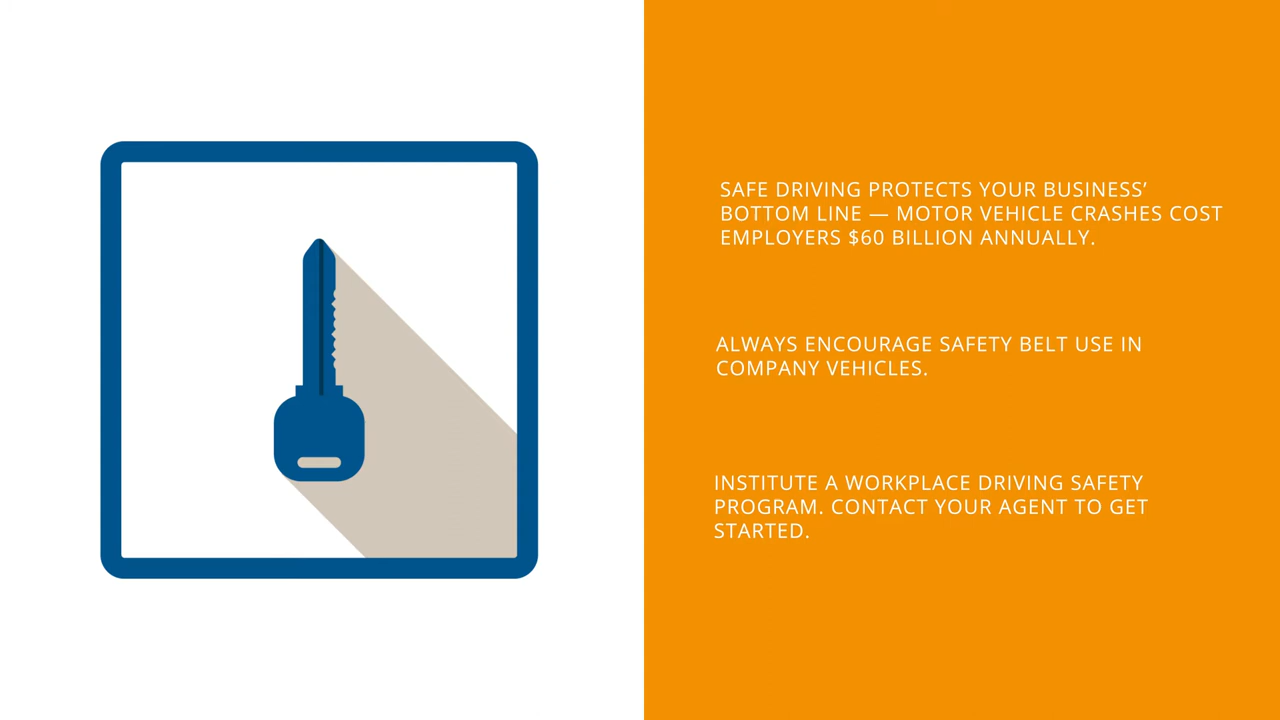 SAFE DRIVING PROTECTS YOUR BUSINESS’
BOTTOM LINE — MOTOR VEHICLE CRASHES COST
EMPLOYERS $60 BILLION ANNUALLY.
ALWAYS ENCOURAGE SAFETY BELT USE IN
COMPANY VEHICLES.
INSTITUTE A WORKPLACE DRIVING SAFETY
PROGRAM. CONTACT YOUR AGENT TO GET
STARTED.